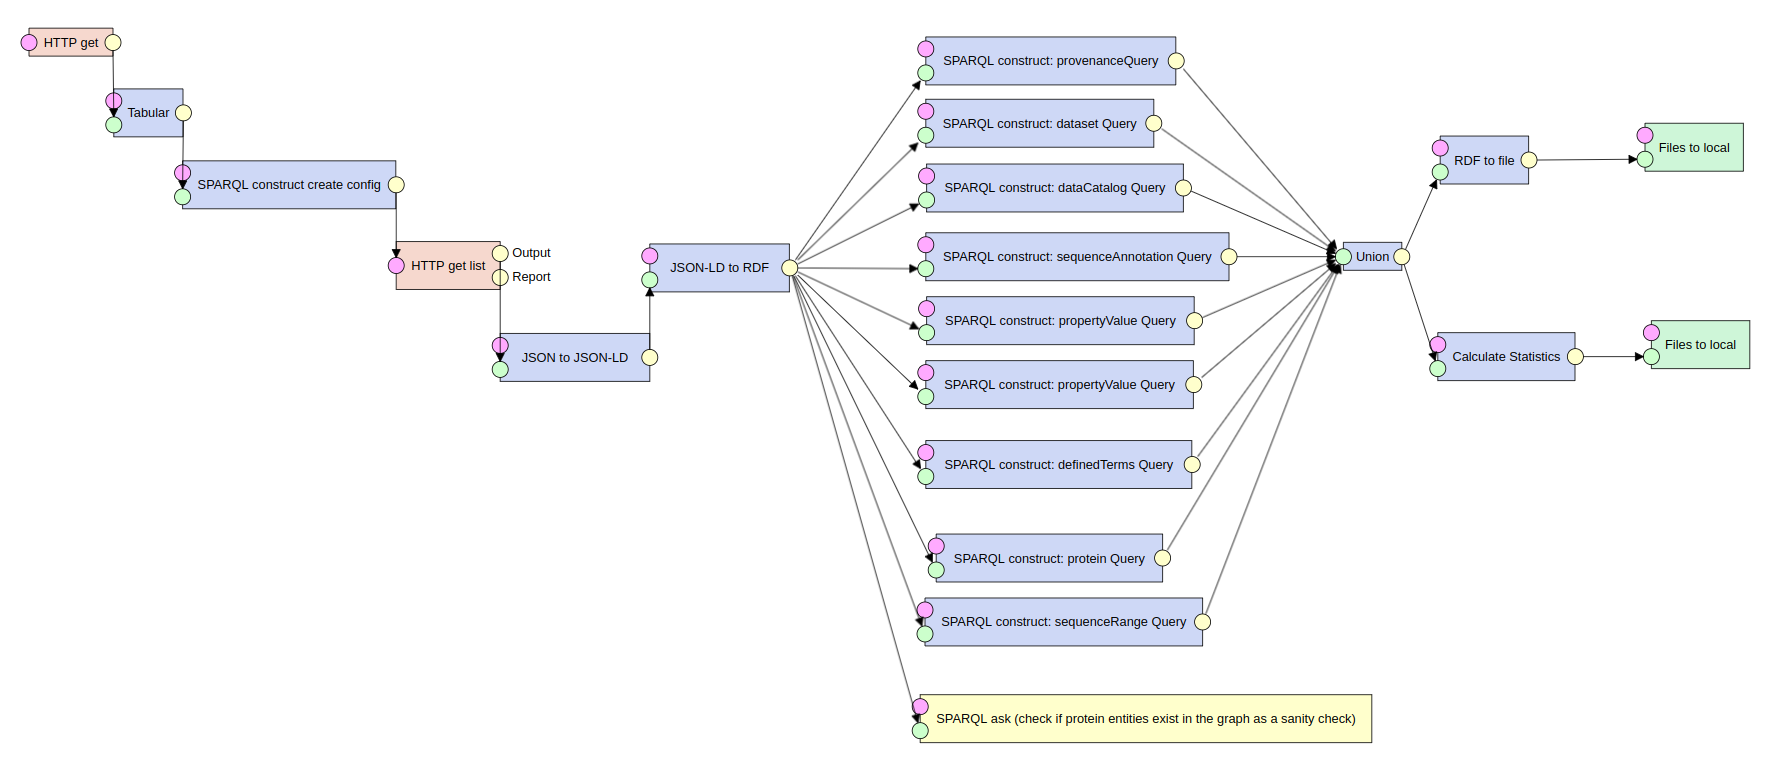 HTTP get
Tabular
SPARQL construct create config
HTTP get list
Output
Report
JSON to JSON-LD
JSON-LD to RDF
SPARQL construct: provenanceQuery
SPARQL construct: dataset Query
SPARQL construct: dataCatalog Query
SPARQL construct: sequenceAnnotation Query
SPARQL construct: propertyValue Query
SPARQL construct: propertyValue Query
SPARQL construct: definedTerms Query
SPARQL construct: protein Query
SPARQL construct: sequenceRange Query
SPARQL ask (check if protein entities exist in the graph as a sanity check)
Union
RDF to file
Files to local
Calculate Statistics
Files to local